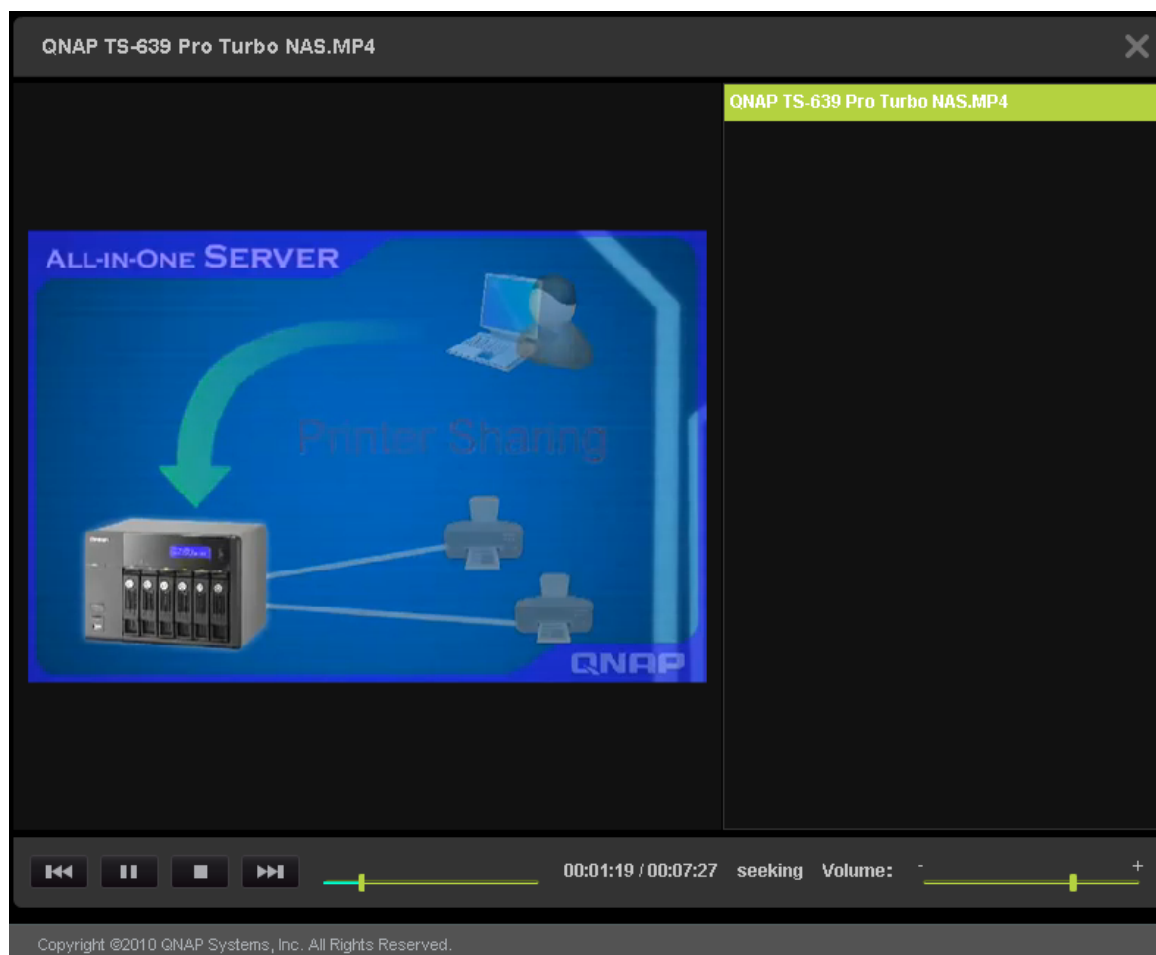 QNAP TS-639 Pro Turbo NAS.MP4
QNAP TS-639 Pro Turbo NAS.MP4
ALL-IN-ONE SERVER
Printer Sharing
QNAP
00:01:19 / 00:07:27 seeking Volume: - +
Copyright ©2010 QNAP Systems, Inc. All Rights Reserved.